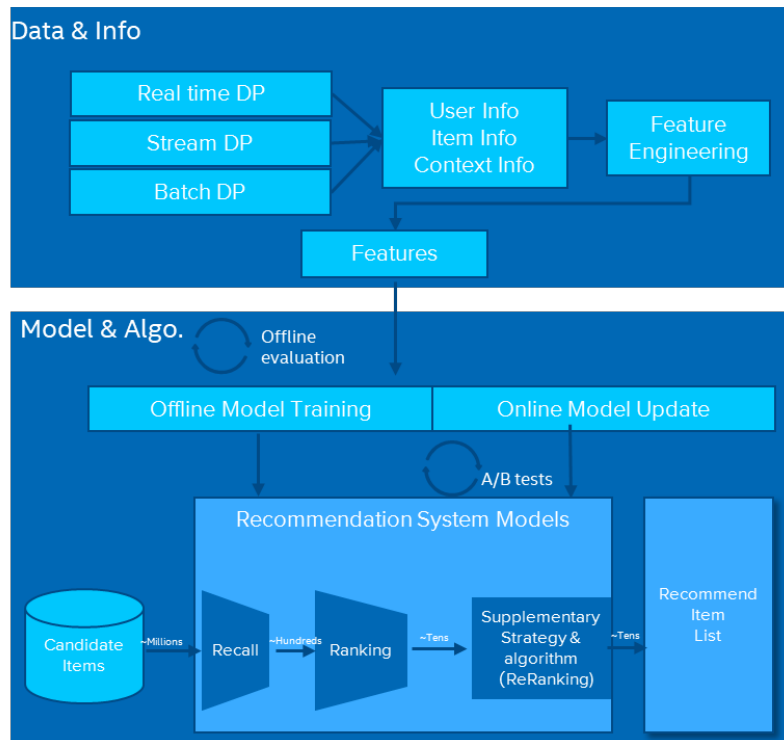 Data & Info
Real time DP
Stream DP
Batch DP
User Info
Item Info
Context Info
Feature
Engineering
Features
Model & Algo.
Offline
evaluation
Offline Model Training
Online Model Update
A/B tests
Recommendation System Models
Candidate
Items
~Millions
Recall
~Hundreds
Ranking
~Tens
Supplementary
Strategy &
algorithm
(ReRanking)
~Tens
Recommend
Item
List